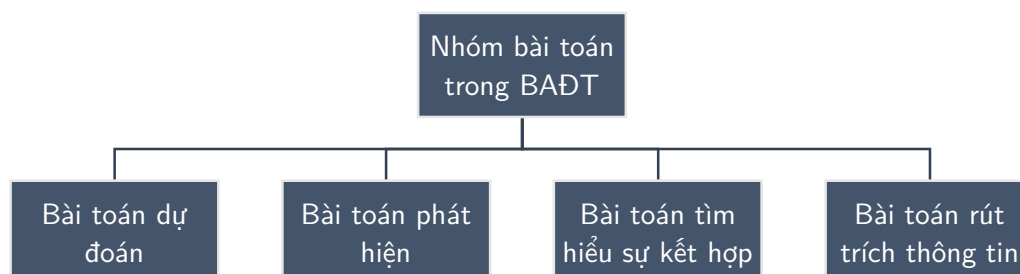 Nhóm bài toán
trong BAĐT
Bài toán dự
đoán
Bài toán phát
hiện
Bài toán tìm
hiểu sự kết hợp
Bài toán rút
trích thông tin